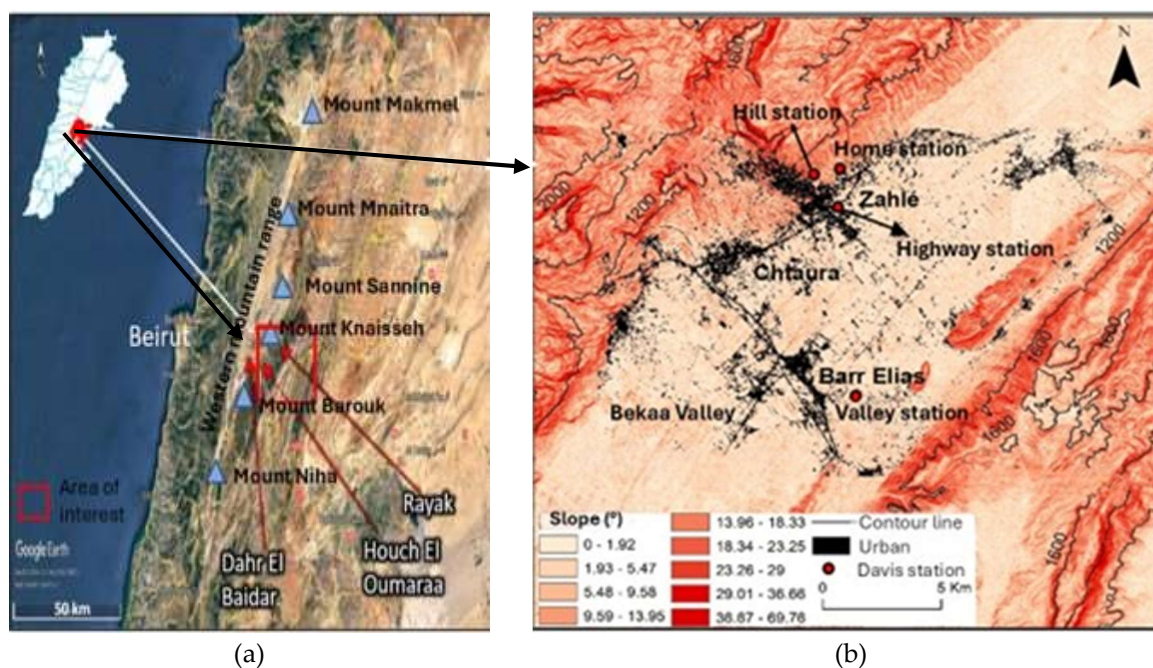 Mount Makmel
Mount Mnaitra
Western mountain range
Mount Sannine
Beirut
Mount Knaisseh
Mount Barouk
Mount Niha
Area of
interest
Rayak
Houch El
Oumaraa
Dahr El
Baidar
Google Earth
50 km
(a)
N
1600
Hill station
Home station
2000
1200
Zahlé
Highway station
1200
Chtaura
1600
1800
Barr Elias
Bekaa Valley
Valley station
1600
1600
Slope (°)
0 - 1.92
1.93 - 5.47
5.48 - 9.58
9.59 - 13.95
13.96 - 18.33
18.34 - 23.25
23.26 - 29
29.01 - 36.66
36.67 - 69.76
Contour line
Urban
Davis station
0 5 Km
(b)